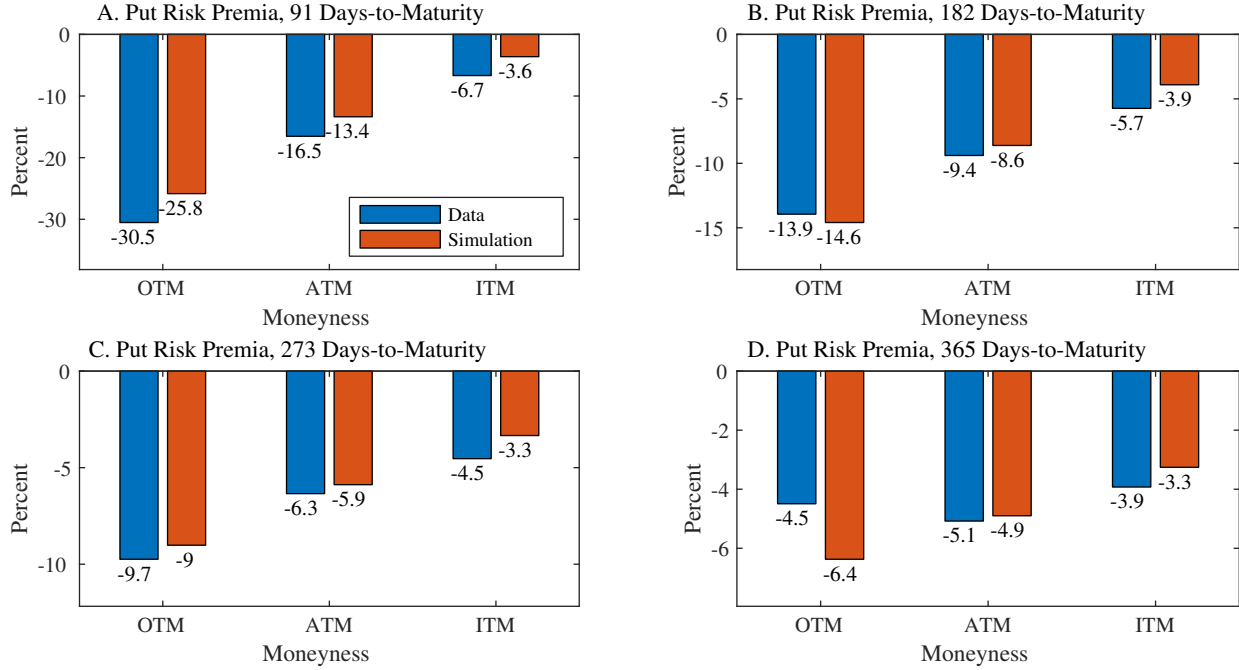 A. Put Risk Premia, 91 Days-to-Maturity
0
-10
-20
-30
Percent
-30.5
-25.8
-16.5
-13.4
-6.7
-3.6
Data
Simulation
OTM
ATM
ITM
Moneyness
B. Put Risk Premia, 182 Days-to-Maturity
0
-5
-10
-15
Percent
-13.9
-14.6
-9.4
-8.6
-5.7
-3.9
OTM
ATM
ITM
Moneyness
C. Put Risk Premia, 273 Days-to-Maturity
0
-5
-10
Percent
-9.7
-9
-6.3
-5.9
-4.5
-3.3
OTM
ATM
ITM
Moneyness
D. Put Risk Premia, 365 Days-to-Maturity
0
-2
-4
-6
Percent
-4.5
-6.4
-5.1
-4.9
-3.9
-3.3
OTM
ATM
ITM
Moneyness